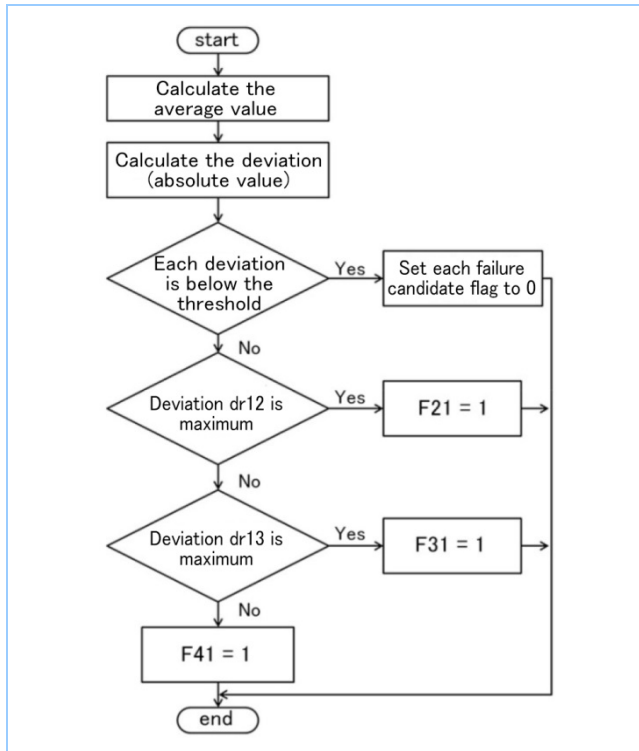 start
Calculate the
average value
Calculate the deviation
(absolute value)
Each deviation
is below the
threshold
Yes
Set each failure
candidate flag to 0
No
Deviation dr12 is
maximum
Yes
F21 = 1
No
Deviation dr13 is
maximum
Yes
F31 = 1
No
F41 = 1
end